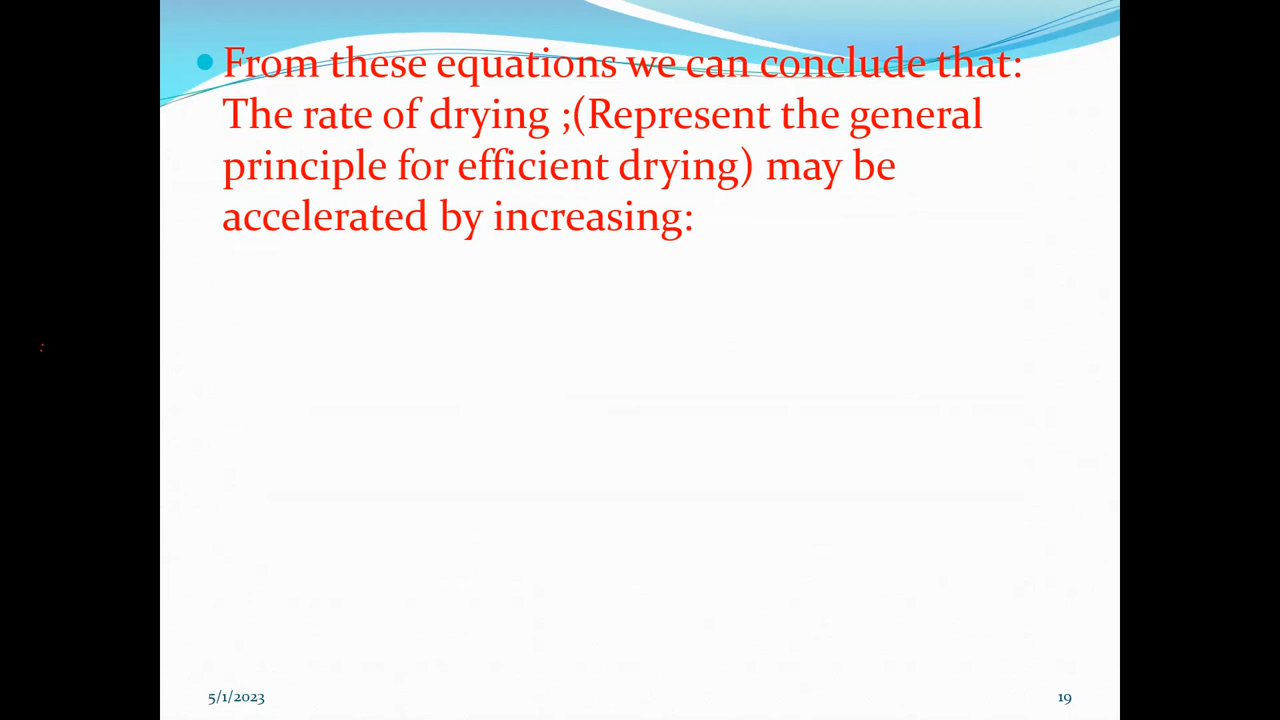 From these equations we can conclude that:
The rate of drying ;(Represent the general
principle for efficient drying) may be
accelerated by increasing:
:
5/1/2023
19